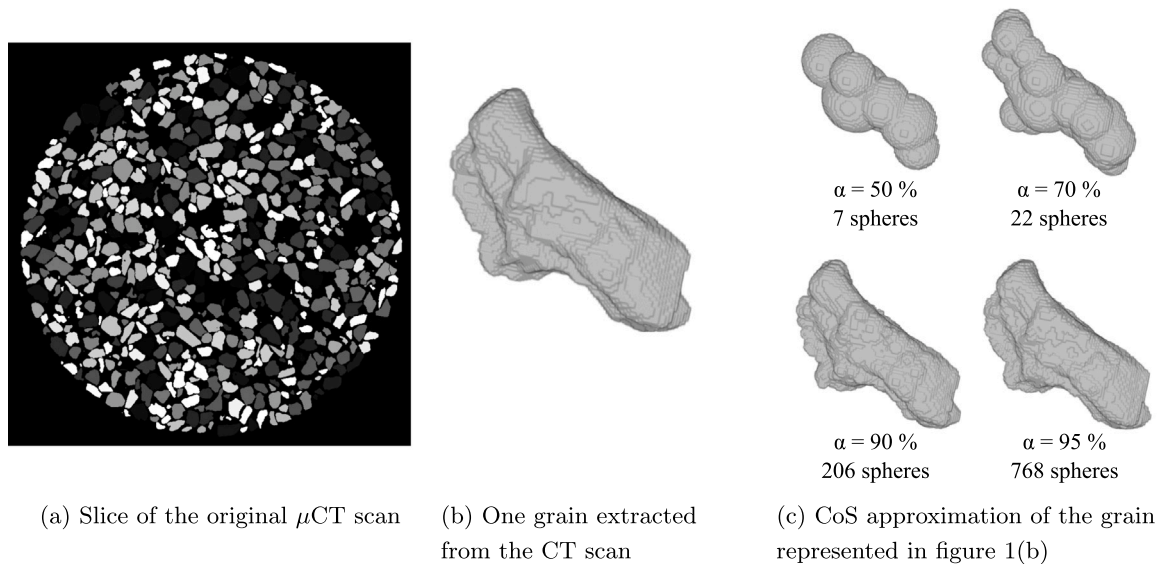 α = 50 %
7 spheres
α = 70 %
22 spheres
α = 90 %
206 spheres
α = 95 %
768 spheres
(a) Slice of the original μCT scan
(b) One grain extracted
from the CT scan
(c) CoS approximation of the grain
represented in figure 1(b)